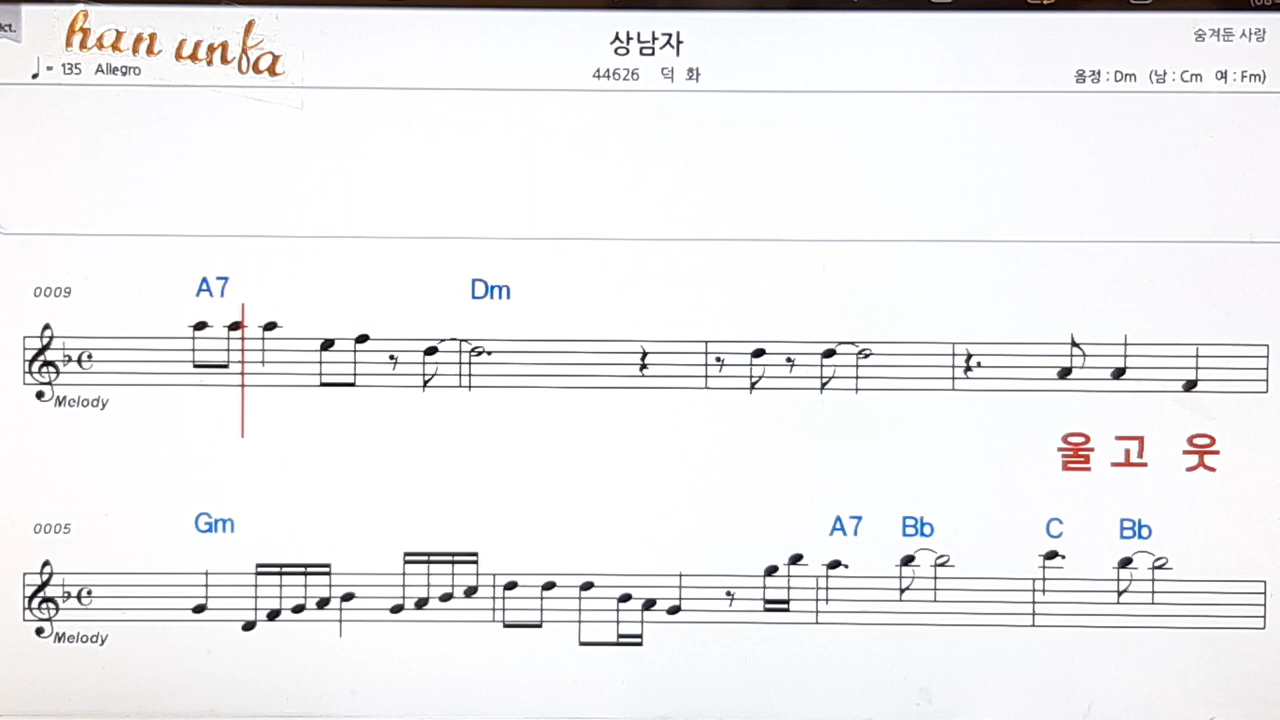 han unfa
상남자
숨겨둔 사랑
♩= 135 Allegro
44626 덕 화
음정 : Dm (남 : Cm 여 : Fm)
0009
A7 Dm
Melody
울 고 웃
0005
Gm A7 Bb C Bb
Melody